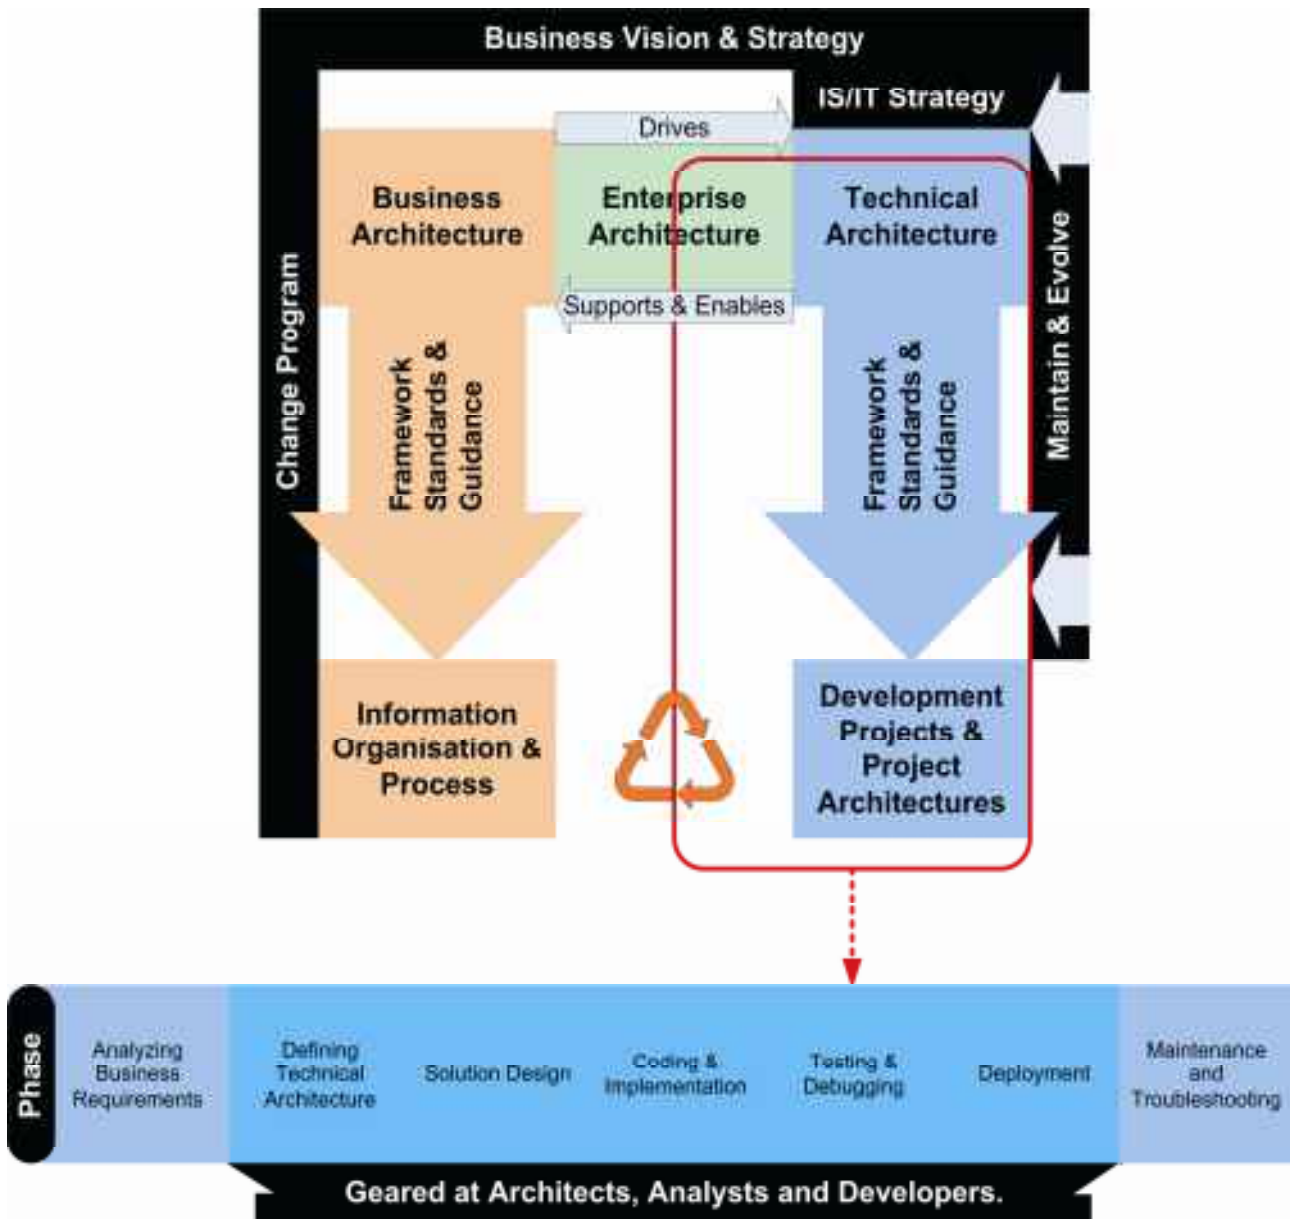 Business Vision & Strategy
IS/IT Strategy
Drives
Business
Architecture
Enterprise
Architecture
Technical
Architecture
Supports & Enables
Change Program
Framework
Standards &
Guidance
Framework
Standards &
Guidance
Maintain & Evolve
Information
Organisation &
Process
Development
Projects &
Project
Architectures
Phase
Analyzing
Business
Requirements
Defining
Technical
Architecture
Solution Design
Coding &
Implementation
Testing &
Debugging
Deployment
Maintenance
and
Troubleshooting
Geared at Architects, Analysts and Developers.